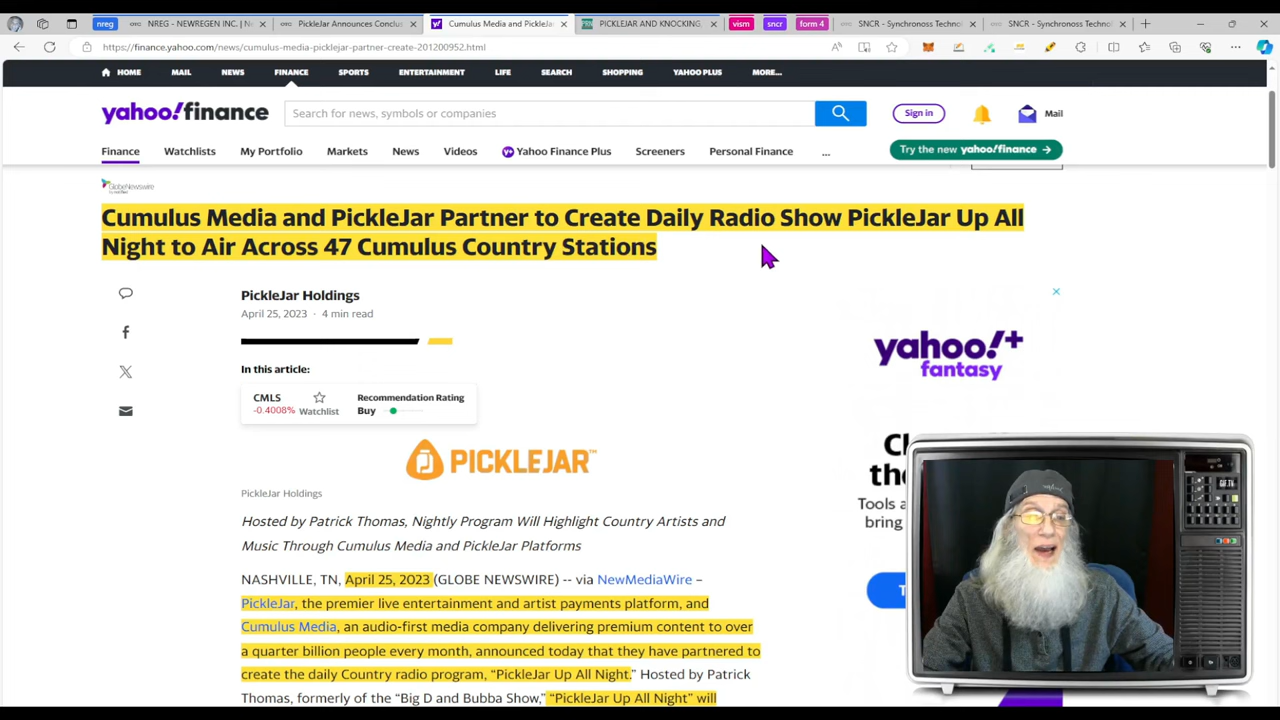 nreg
NREG - NEWREGEN INC. | N
PickleJar Announces Conclus
Cumulus Media and PickleJar
PICKLEJAR AND KNOCKING
vism
sncr
form 4
SNCR - Synchronoss Technol
SNCR - Synchronoss Technol
https://finance.yahoo.com/news/cumulus-media-picklejar-partner-create-201200952.html
HOME
MAIL
NEWS
FINANCE
SPORTS
ENTERTAINMENT
LIFE
SEARCH
SHOPPING
YAHOO PLUS
MORE...
yahoo!finance
Search for news, symbols or companies
Sign in
Mail
Finance
Watchlists
My Portfolio
Markets
News
Videos
Yahoo Finance Plus
Screeners
Personal Finance
...
Try the new yahoo!finance
GlobeNewswire
Cumulus Media and PickleJar Partner to Create Daily Radio Show PickleJar Up All
Night to Air Across 47 Cumulus Country Stations
PickleJar Holdings
April 25, 2023 · 4 min read
In this article:
CMLS
-0.4008%
Watchlist
Recommendation Rating
Buy
PICKLEJAR™
PickleJar Holdings
Hosted by Patrick Thomas, Nightly Program Will Highlight Country Artists and
Music Through Cumulus Media and PickleJar Platforms
NASHVILLE, TN, April 25, 2023 (GLOBE NEWSWIRE) -- via NewMediaWire –
PickleJar, the premier live entertainment and artist payments platform, and
Cumulus Media, an audio-first media company delivering premium content to over
a quarter billion people every month, announced today that they have partnered to
create the daily Country radio program, “PickleJar Up All Night.” Hosted by Patrick
Thomas, formerly of the “Big D and Bubba Show,” “PickleJar Up All Night” will
yahoo!+
fantasy
Ch
the
Tools a
bring
T